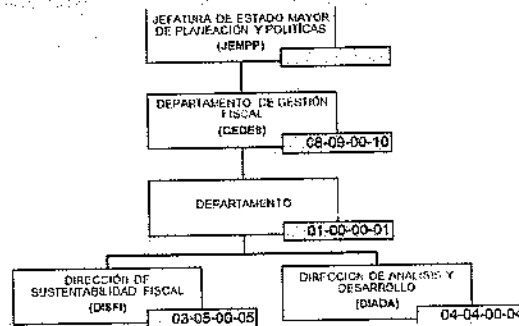 JEFATURA DE ESTADO MAYOR
DE PLANEACIÓN Y POLÍTICAS
(JEMPP)
DEPARTAMENTO DE GESTIÓN
FISCAL
(CEDES)
08-09-00-10
DEPARTAMENTO
01-00-00-01
DIRECCIÓN DE
SUSTENTABILIDAD FISCAL
(DISFI)
03-05-00-05
DIRECCIÓN DE ANALISIS Y
DESARROLLO
(DIADA)
04-04-00-04